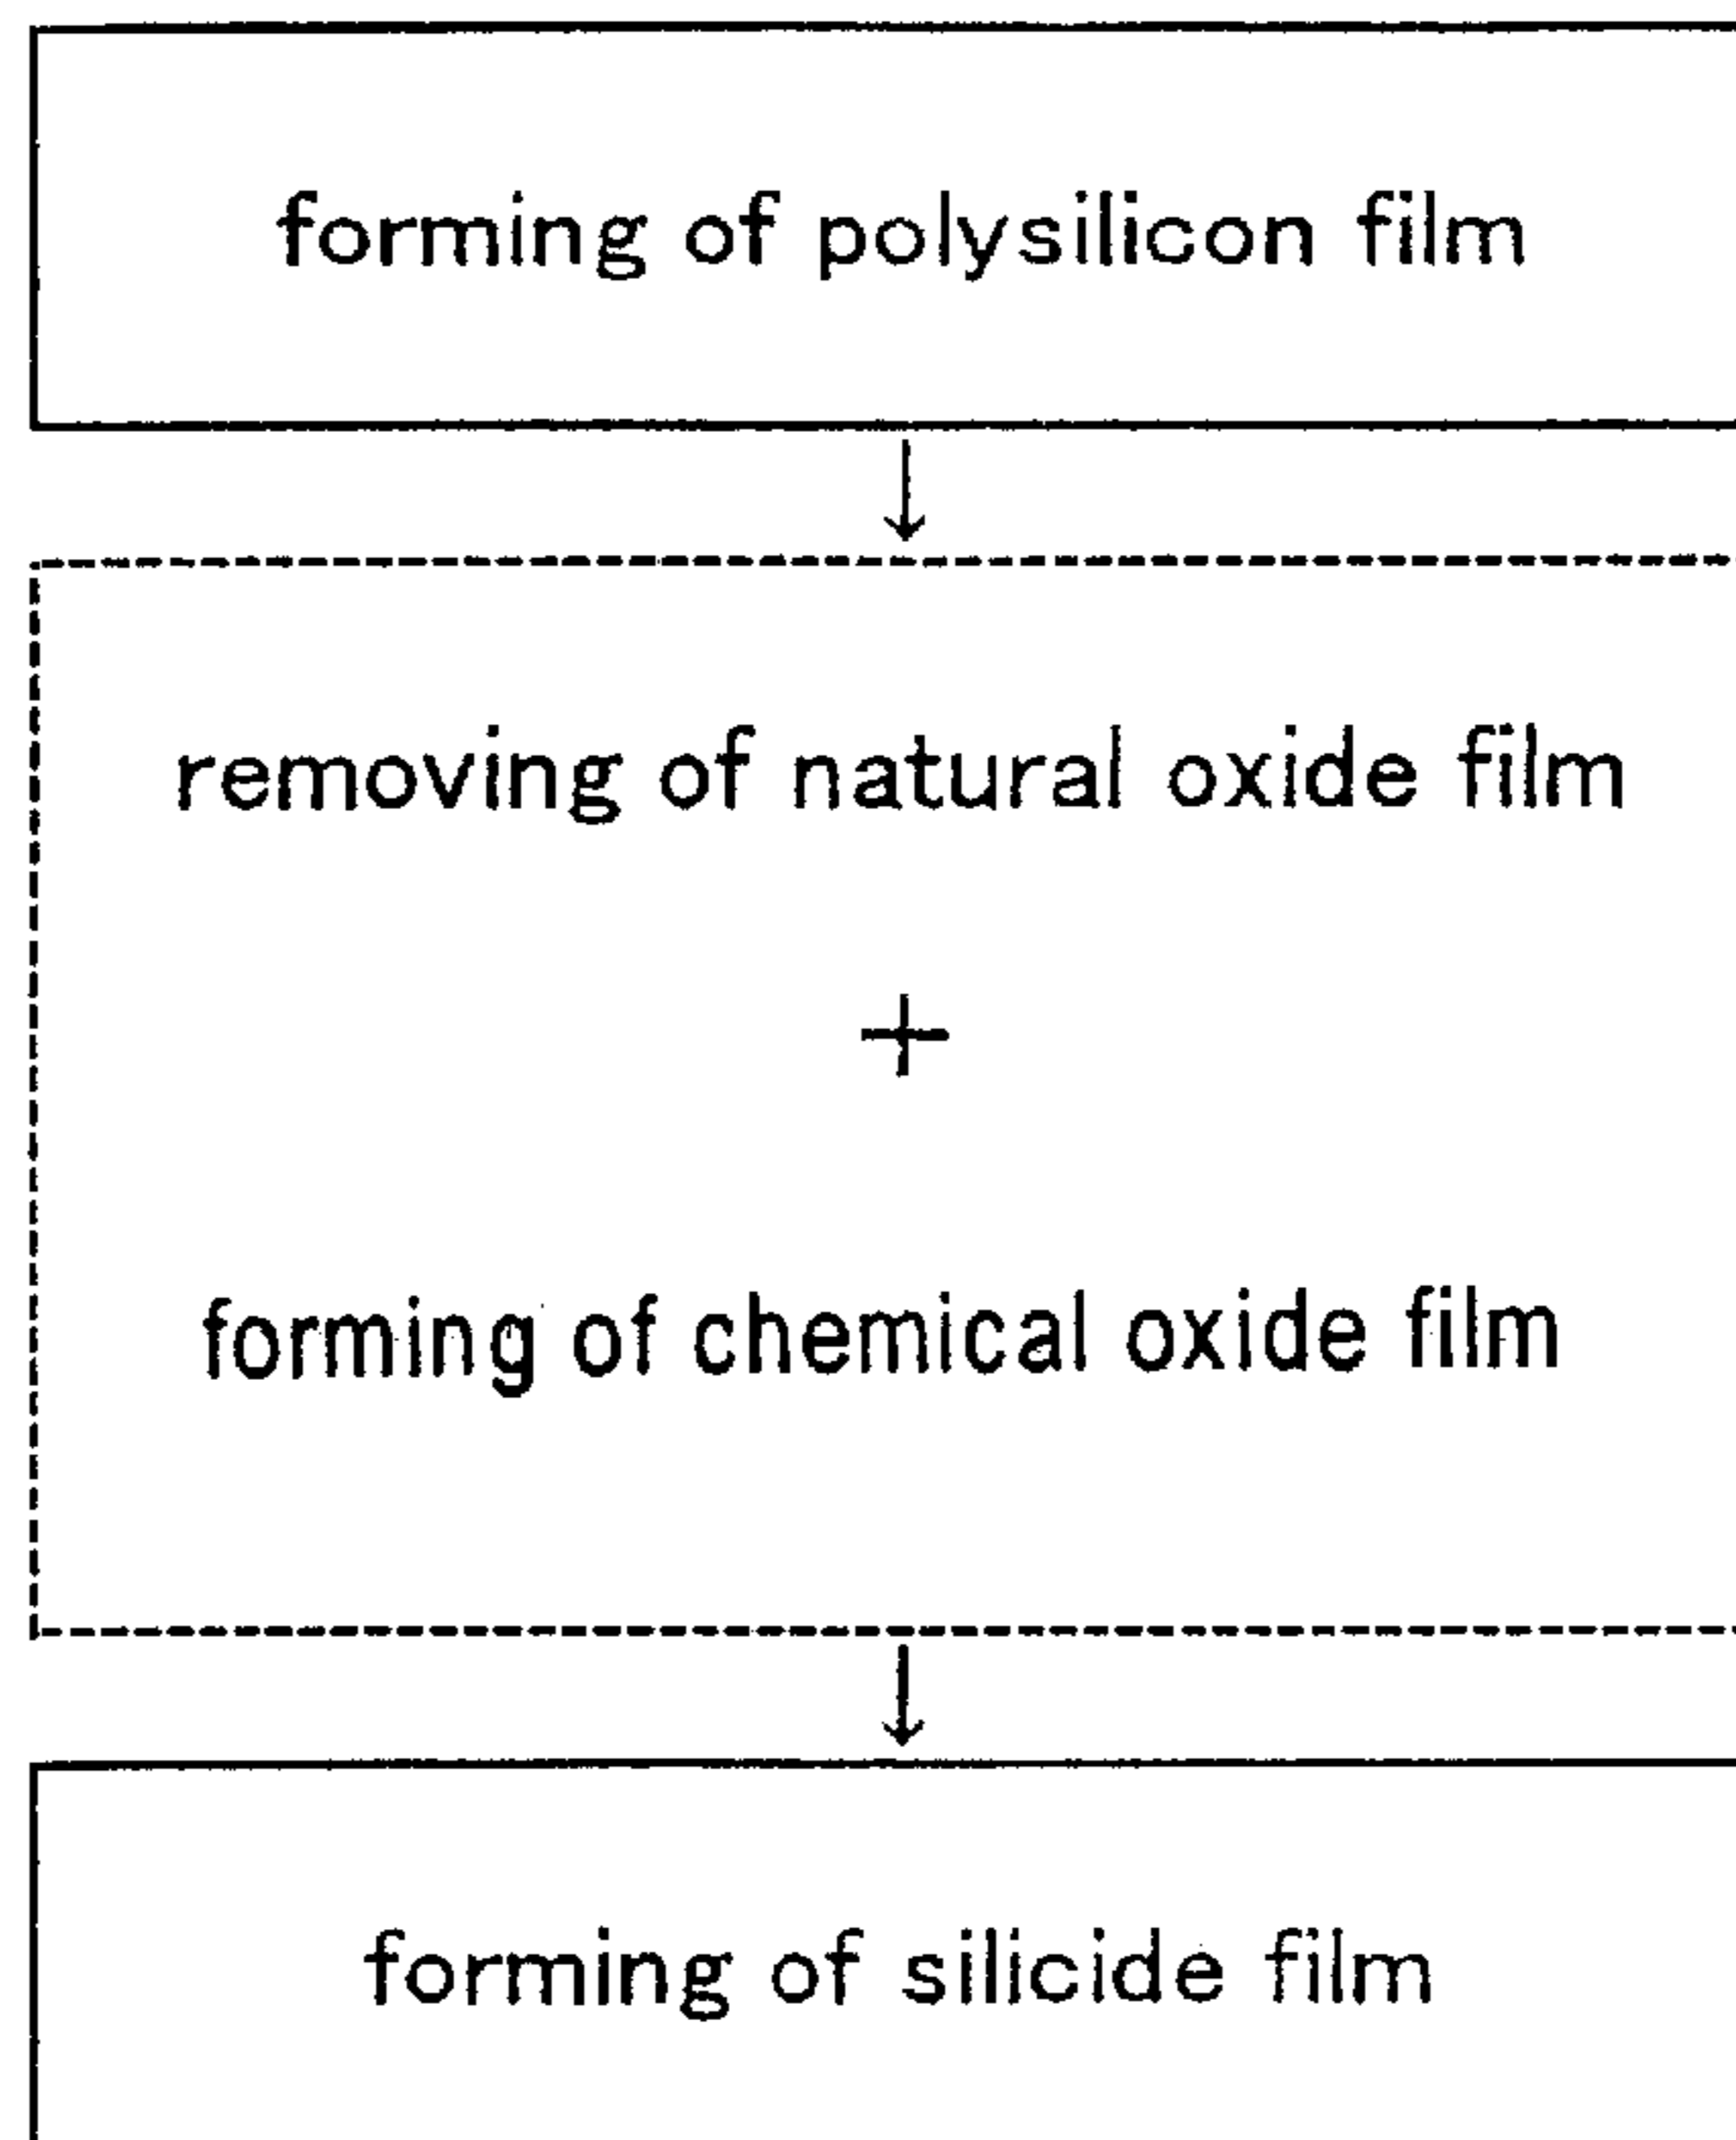 forming of polysilicon film
removing of natural oxide film
+
forming of chemical oxide film
forming of silicide film